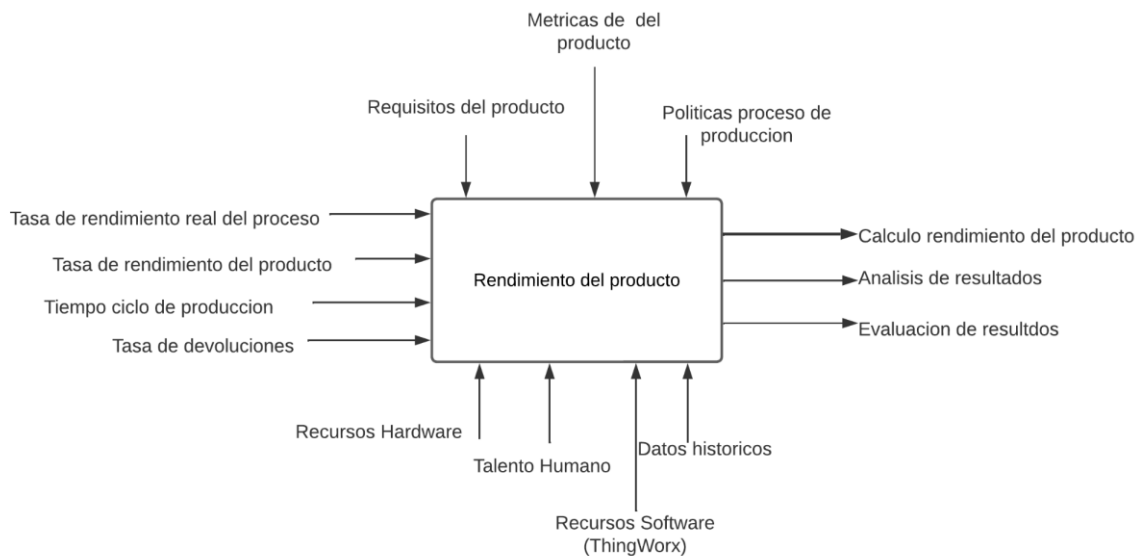 Metricas de  del
producto
Requisitos del producto
Politicas proceso de
produccion
Tasa de rendimiento real del proceso
Tasa de rendimiento del producto
Tiempo ciclo de produccion
Tasa de devoluciones
Rendimiento del producto
Calculo rendimiento del producto
Analisis de resultados
Evaluacion de resultdos
Recursos Hardware
Talento Humano
Datos historicos
Recursos Software
(ThingWorx)